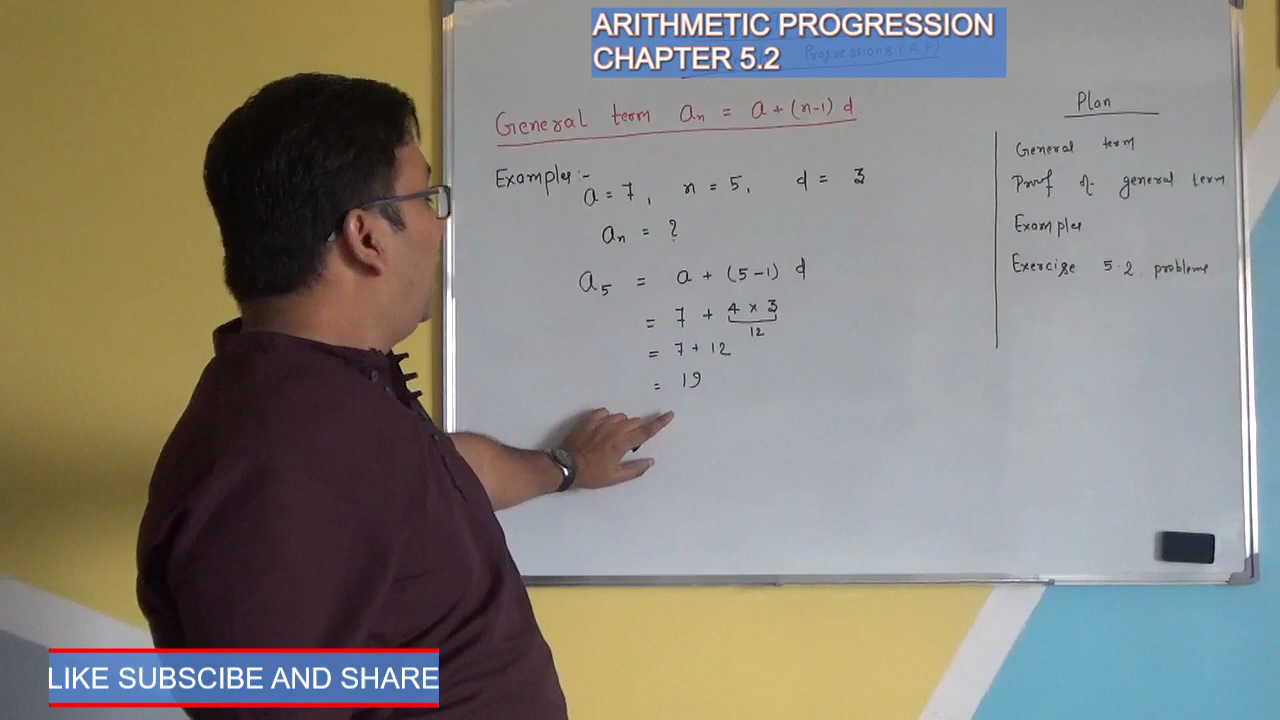 ARITHMETIC PROGRESSION
CHAPTER 5.2
Progressions (A.P)
General term aₙ = a + (n-1) d
Examples:-
a = 7, n = 5, d = 3
aₙ = ?
a₅ = a + (5-1) d
= 7 + 4 x 3
12
= 7 + 12
= 19
Plan
General term
Proof of general term
Examples
Exercise 5.2 problems
LIKE SUBSCIBE AND SHARE